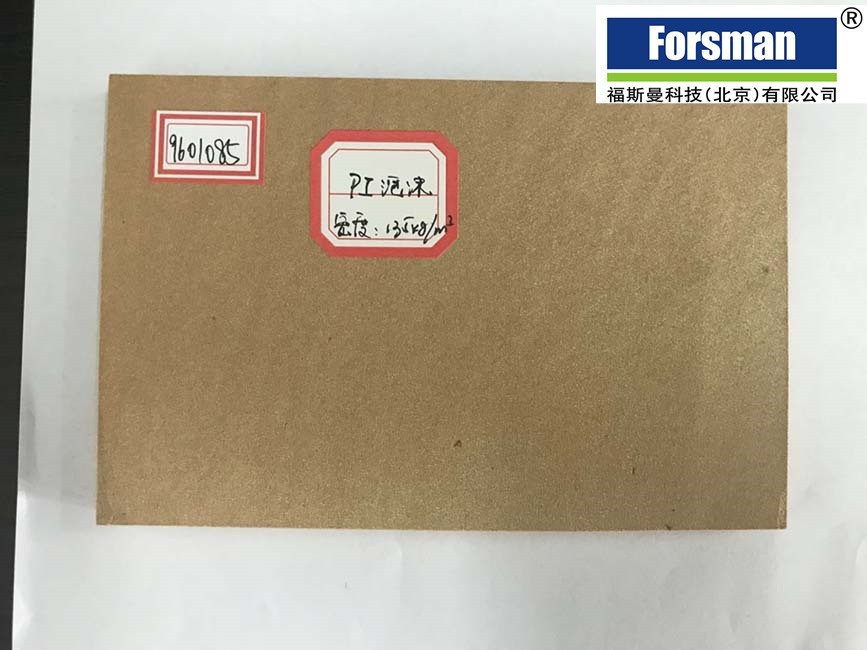 Forsman
®
福斯曼科技(北京)有限公司
9601085
PI泡沫
密度:135kg/m³